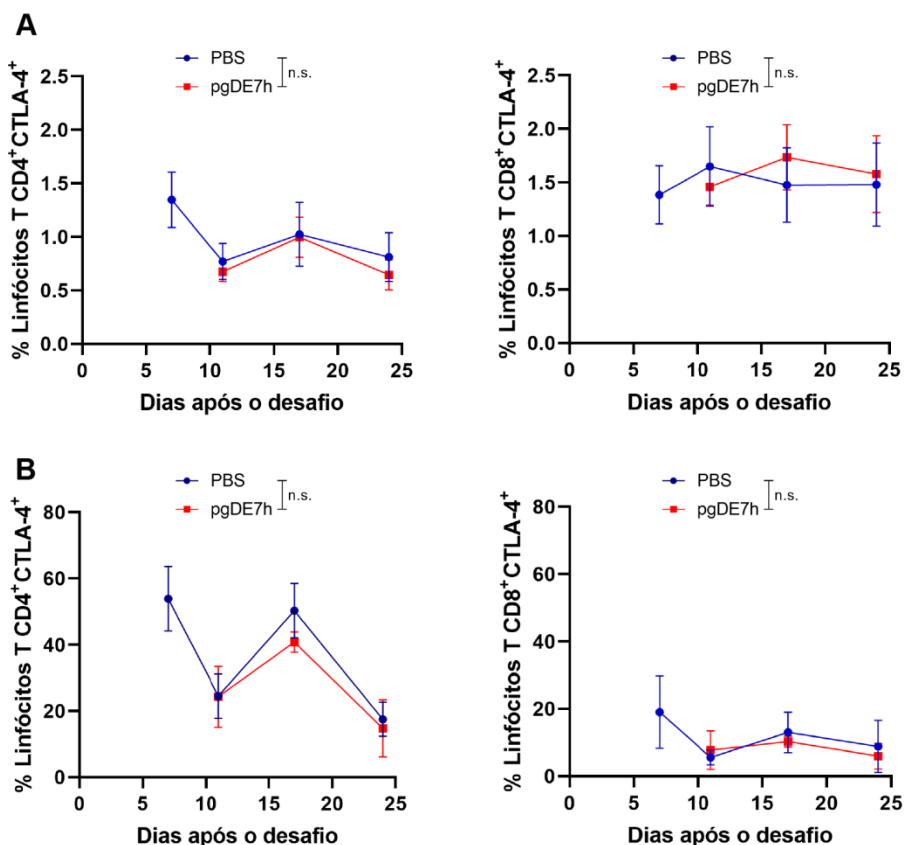 A
PBS
pgDE7h
n.s.
% Linfócitos T CD4⁺CTLA-4⁺
2.5
2.0
1.5
1.0
0.5
0.0
0 5 10 15 20 25
Dias após o desafio
PBS
pgDE7h
n.s.
% Linfócitos T CD8⁺CTLA-4⁺
2.5
2.0
1.5
1.0
0.5
0.0
0 5 10 15 20 25
Dias após o desafio
B
PBS
pgDE7h
n.s.
% Linfócitos T CD4⁺CTLA-4⁺
80
60
40
20
0
0 5 10 15 20 25
Dias após o desafio
PBS
pgDE7h
n.s.
% Linfócitos T CD8⁺CTLA-4⁺
80
60
40
20
0
0 5 10 15 20 25
Dias após o desafio